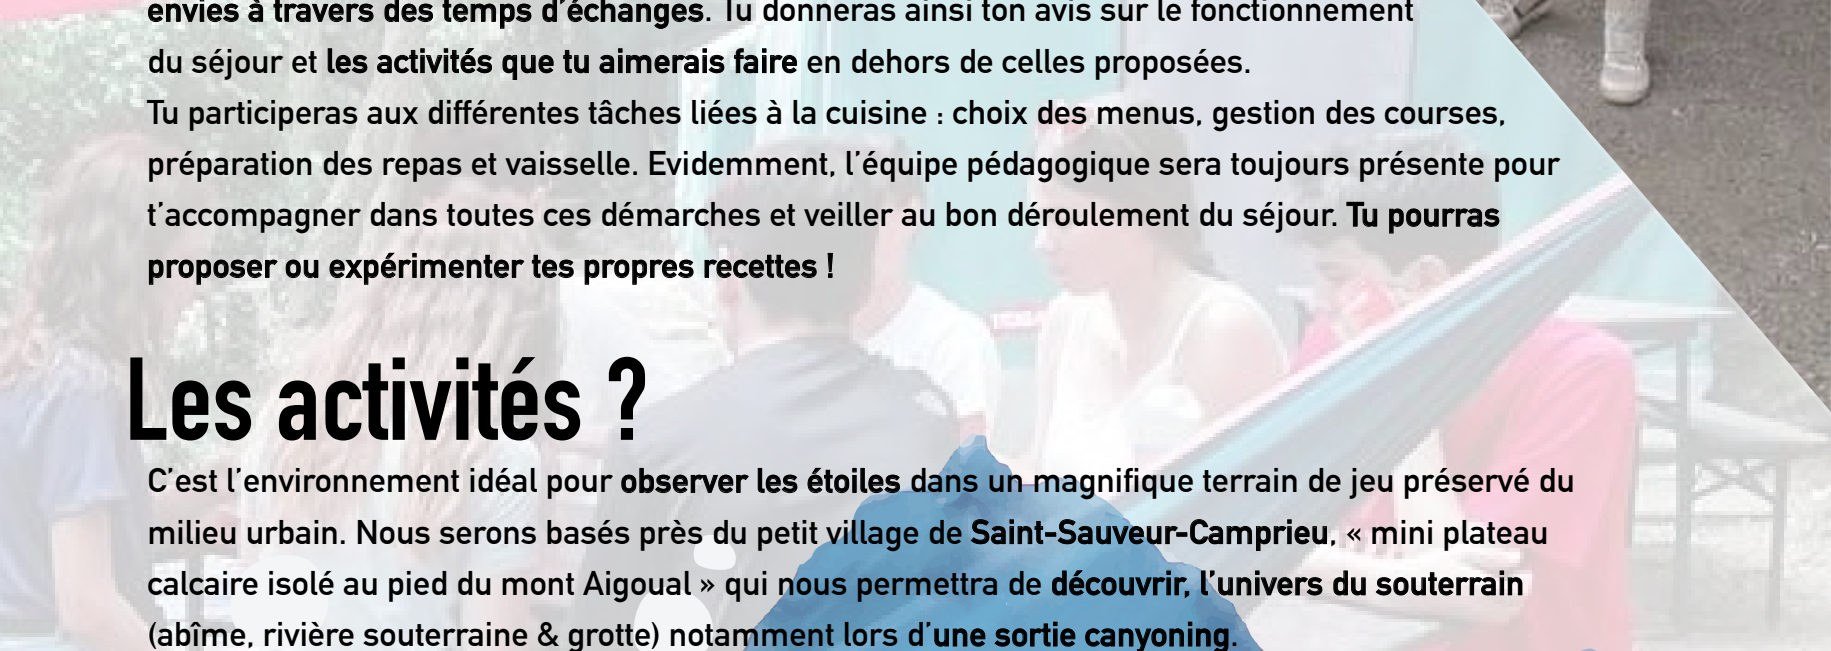 envies à travers des temps d'échanges. Tu donneras ainsi ton avis sur le fonctionnement
du séjour et les activités que tu aimerais faire en dehors de celles proposées.
Tu participeras aux différentes tâches liées à la cuisine : choix des menus, gestion des courses,
préparation des repas et vaisselle. Evidemment, l'équipe pédagogique sera toujours présente pour
t'accompagner dans toutes ces démarches et veiller au bon déroulement du séjour. Tu pourras
proposer ou expérimenter tes propres recettes !
Les activités ?
C'est l'environnement idéal pour observer les étoiles dans un magnifique terrain de jeu préservé du
milieu urbain. Nous serons basés près du petit village de Saint-Sauveur-Camprieu, « mini plateau
calcaire isolé au pied du mont Aigoual » qui nous permettra de découvrir, l'univers du souterrain
(abîme, rivière souterraine & grotte) notamment lors d'une sortie canyoning.